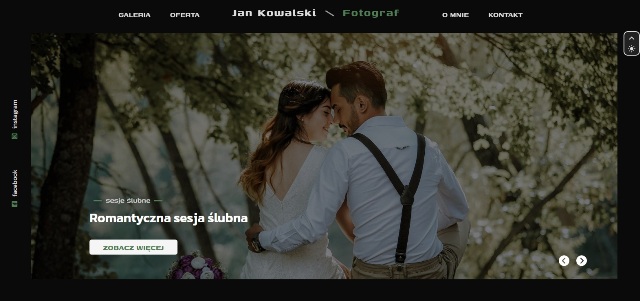 GALERIA OFERTA Jan Kowalski \ Fotograf O MNIE KONTAKT
instagram
facebook
— sesje ślubne —
Romantyczna sesja ślubna
ZOBACZ WIĘCEJ